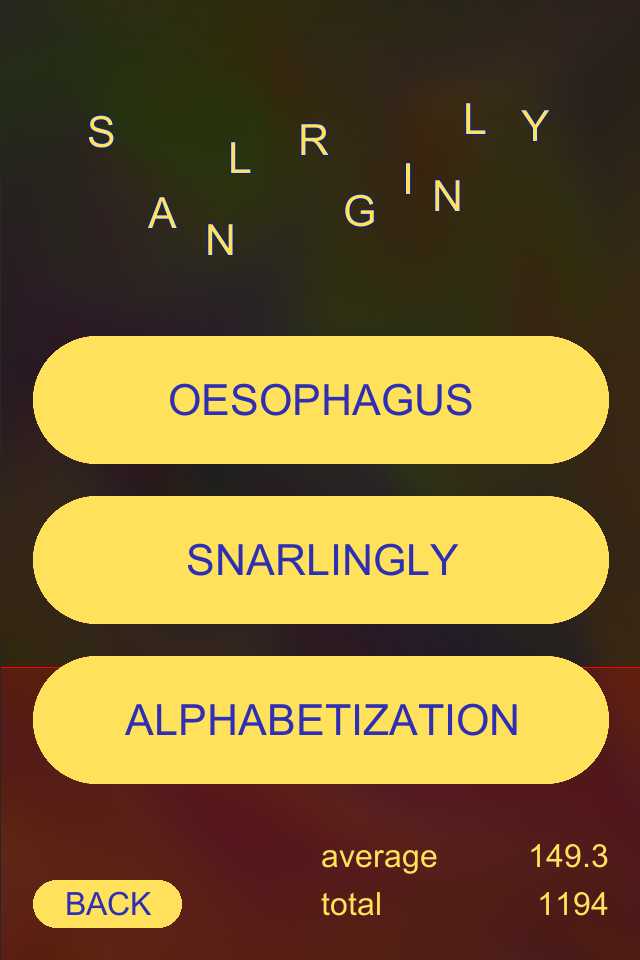 S A N L R G I N L Y
OESOPHAGUS
SNARLINGLY
ALPHABETIZATION
average 149.3
BACK total 1194